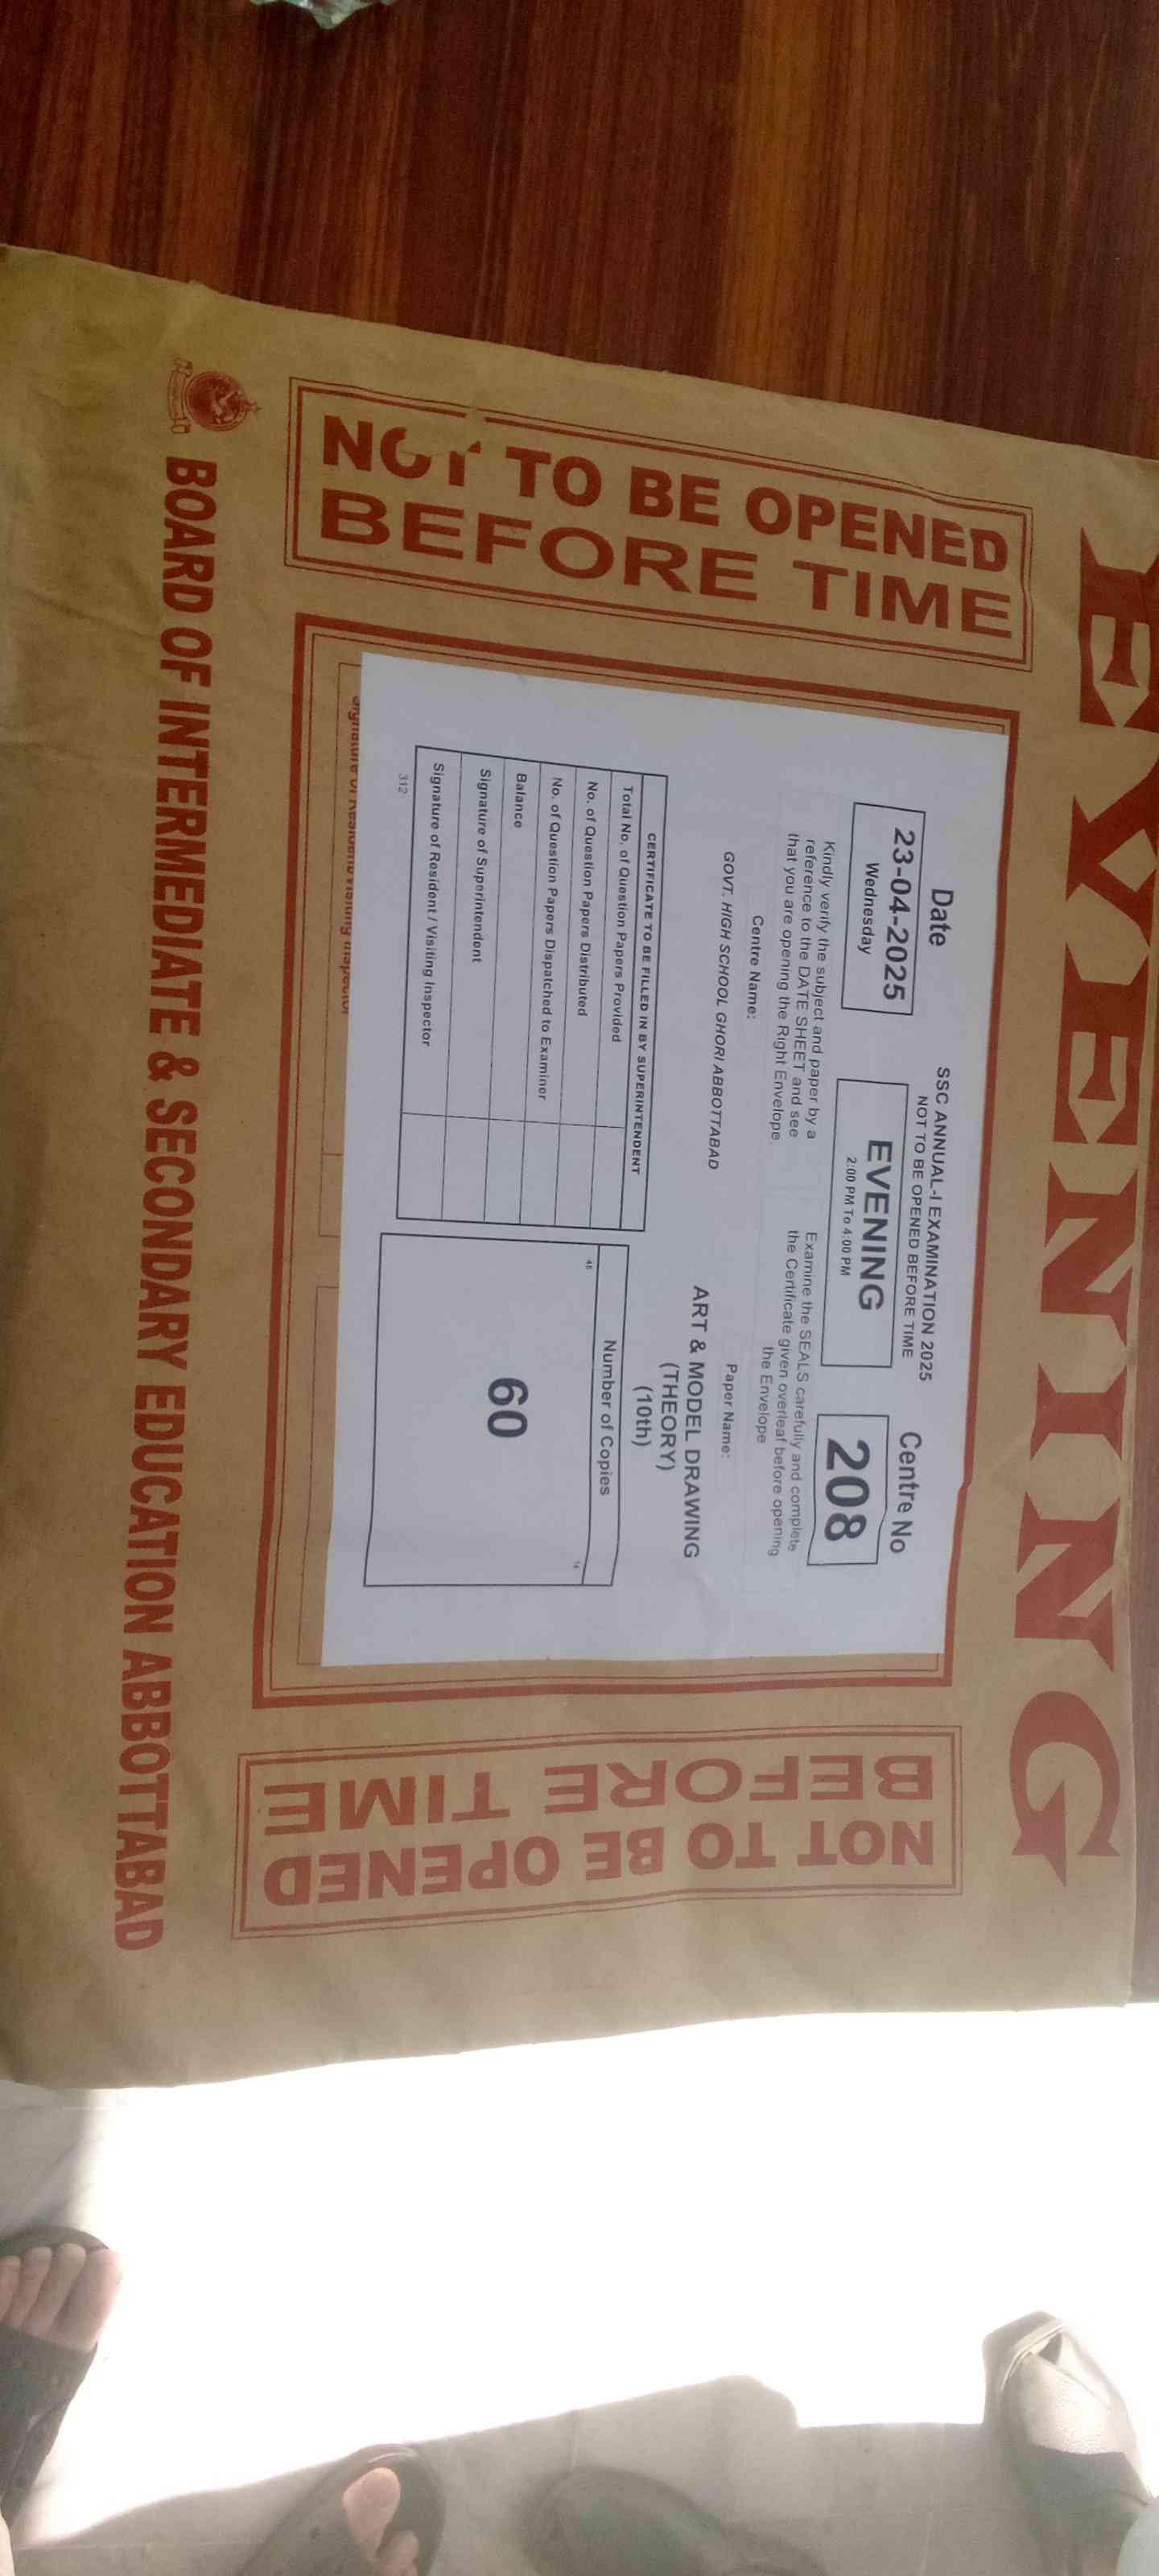 EVENING
NOT TO BE OPENED
BEFORE TIME
Date
23-04-2025
Wednesday
SSC ANNUAL-I EXAMINATION 2025
NOT TO BE OPENED BEFORE TIME
EVENING
2:00 PM To 4:00 PM
Centre No
208
Kindly verify the subject and paper by a
reference to the DATE SHEET and see
that you are opening the Right Envelope
Examine the SEALS carefully and complete
the Certificate given overleaf before opening
the Envelope
Centre Name:
GOVT. HIGH SCHOOL GHORI ABBOTTABAD
Paper Name:
ART & MODEL DRAWING
(THEORY)
(10th)
CERTIFICATE TO BE FILLED IN BY SUPERINTENDENT
Total No. of Question Papers Provided
No. of Question Papers Distributed
No. of Question Papers Dispatched to Examiner
Balance
Signature of Superintendent
Signature of Resident / Visiting Inspector
312
Number of Copies
60
Signature of Resident/Visiting Inspector
NOT TO BE OPENED
BEFORE TIME
BOARD OF INTERMEDIATE & SECONDARY EDUCATION ABBOTTABAD